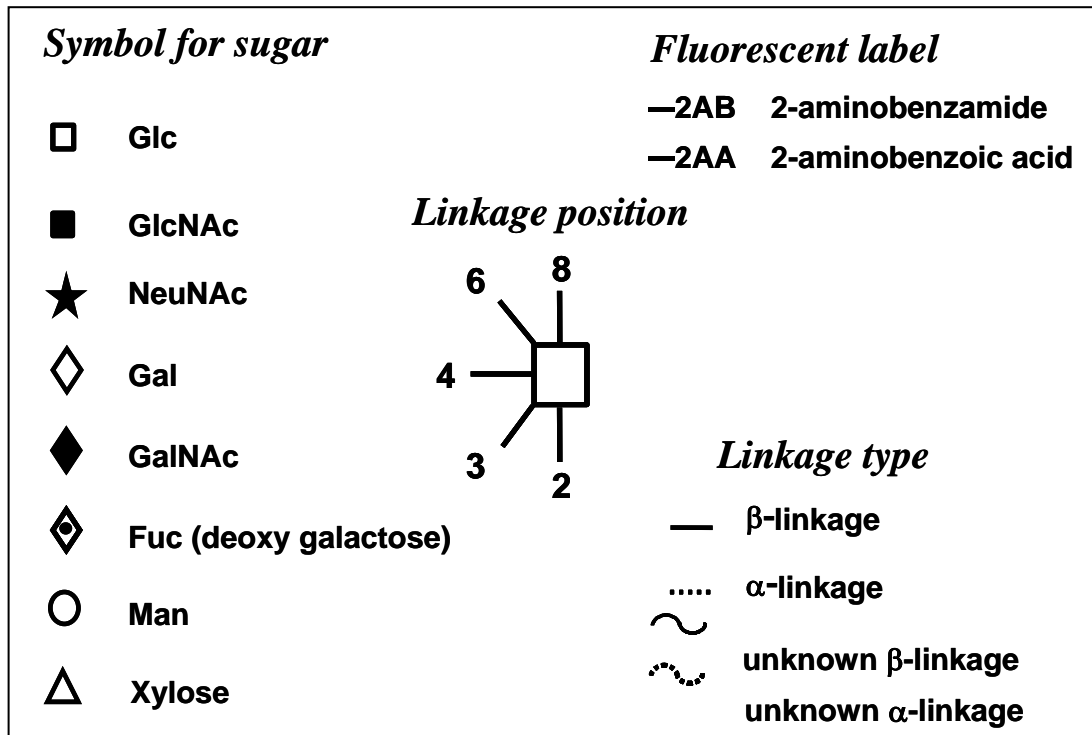 Symbol for sugar
Glc
GlcNAc
NeuNAc
Gal
GalNAc
Fuc (deoxy galactose)
Man
Xylose
Fluorescent label
—2AB 2-aminobenzamide
—2AA 2-aminobenzoic acid
Linkage position
6 8
4
3 2
Linkage type
β-linkage
α-linkage
unknown β-linkage
unknown α-linkage